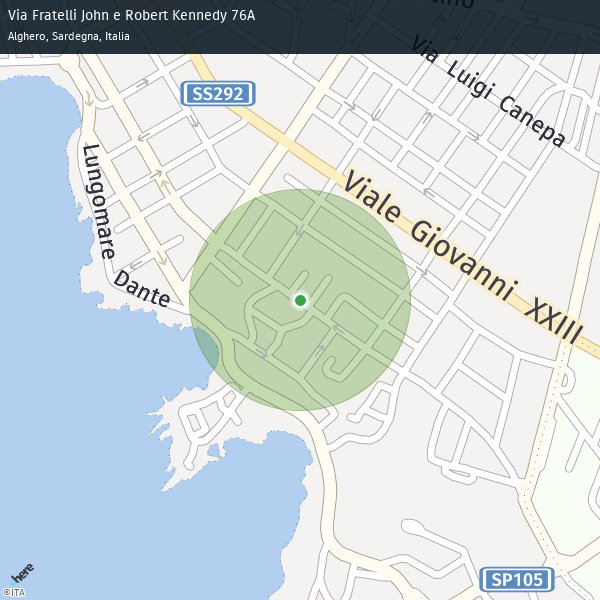 Via Fratelli John e Robert Kennedy 76A
Alghero, Sardegna, Italia
Via Luigi Canepa
SS292
Lungomare Dante
Viale Giovanni XXIII
SP105
here
©ITA